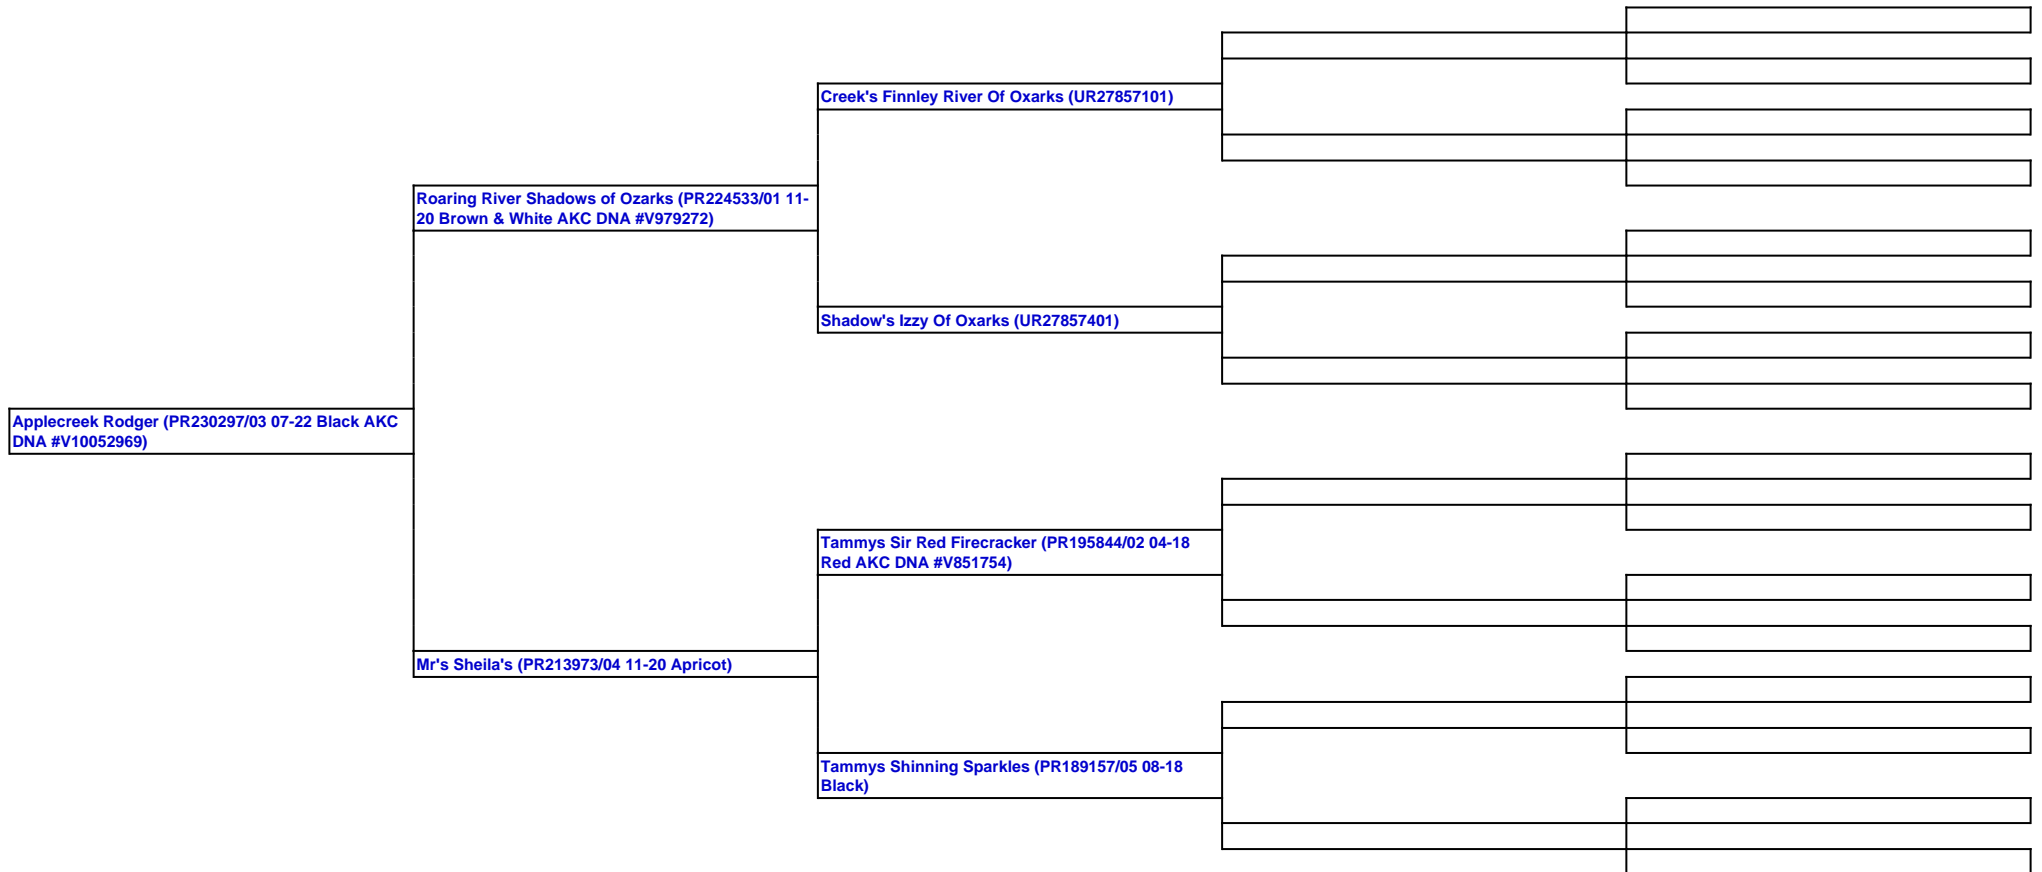 Creek's Finnley River Of Oxarks (UR27857101)
Roaring River Shadows of Ozarks (PR224533/01 11-
20 Brown & White AKC DNA #V979272)
Shadow's Izzy Of Oxarks (UR27857401)
Applecreek Rodger (PR230297/03 07-22 Black AKC
DNA #V10052969)
Tammys Sir Red Firecracker (PR195844/02 04-18
Red AKC DNA #V851754)
Mr's Sheila's (PR213973/04 11-20 Apricot)
Tammys Shinning Sparkles (PR189157/05 08-18
Black)